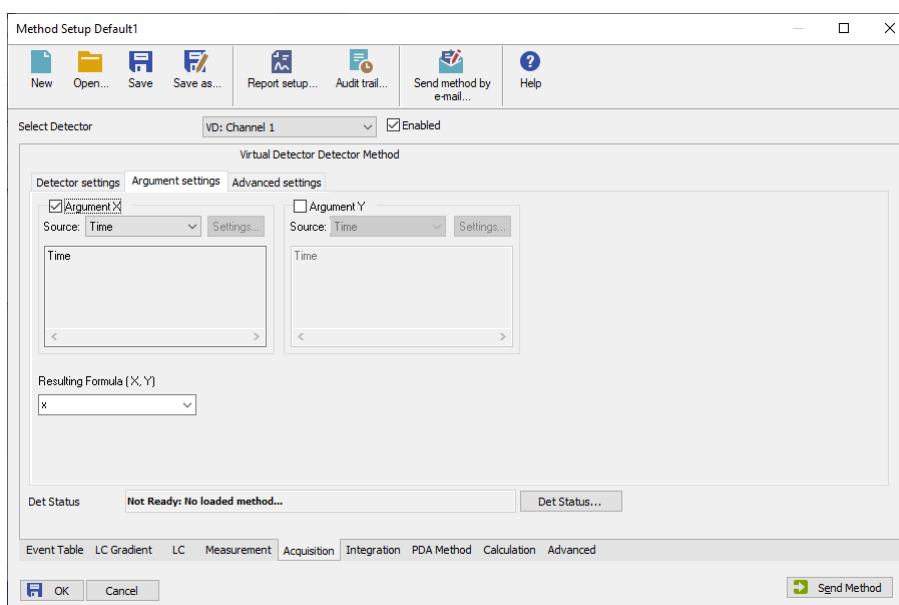 Method Setup Default1
New Open... Save Save as... Report setup... Audit trail... Send method by
e-mail... Help
Select Detector VD: Channel 1 Enabled
Virtual Detector Detector Method
Detector settings Argument settings Advanced settings
Argument X Argument Y
Source: Time Settings... Source: Time Settings...
Time Time
Resulting Formula (X, Y)
x
Det Status Not Ready: No loaded method... Det Status...
Event Table LC Gradient LC Measurement Acquisition Integration PDA Method Calculation Advanced
OK Cancel Send Method